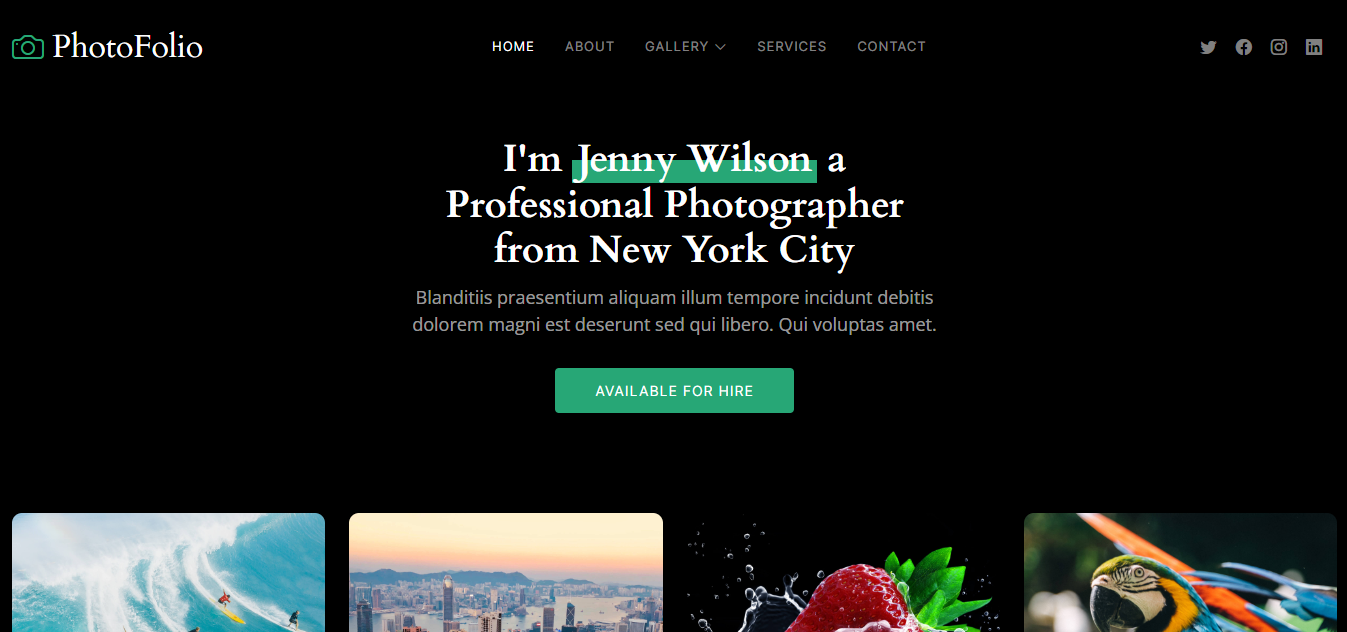 PhotoFolio
HOME ABOUT GALLERY SERVICES CONTACT
I'm Jenny Wilson a
Professional Photographer
from New York City
Blanditiis praesentium aliquam illum tempore incidunt debitis
dolorem magni est deserunt sed qui libero. Qui voluptas amet.
AVAILABLE FOR HIRE